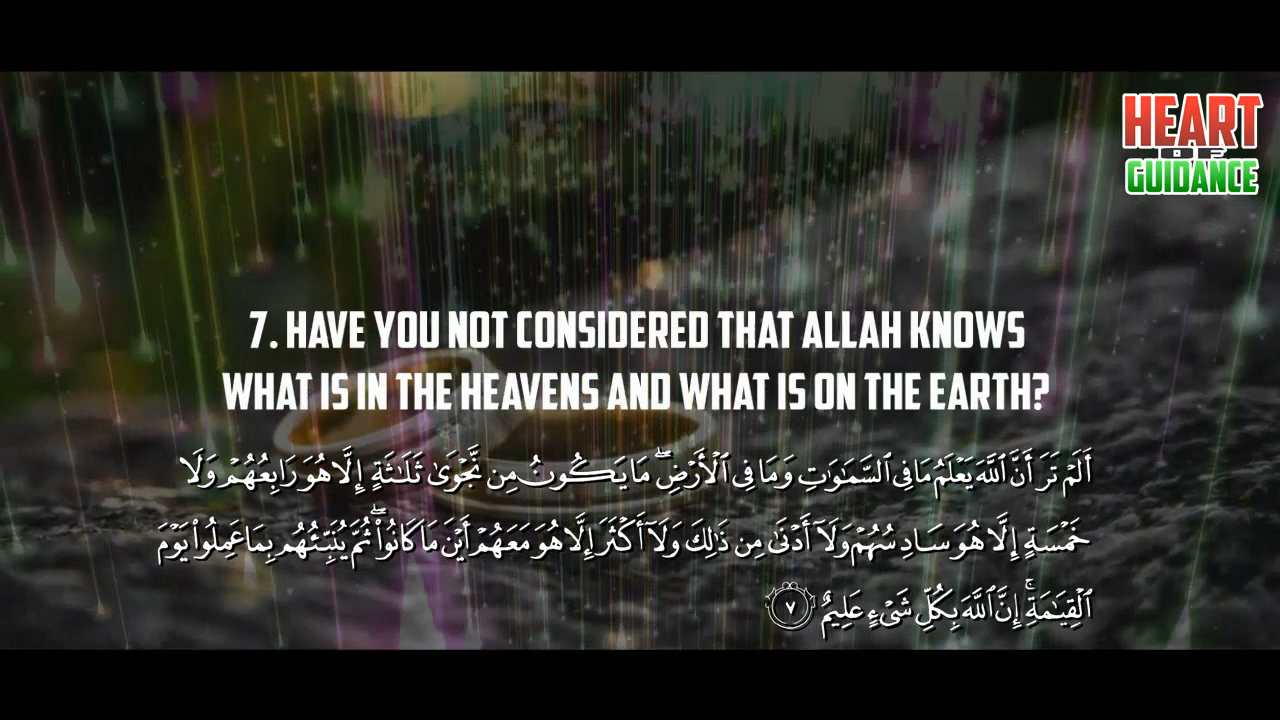 HEART
OF
GUIDANCE
7. HAVE YOU NOT CONSIDERED THAT ALLAH KNOWS
WHAT IS IN THE HEAVENS AND WHAT IS ON THE EARTH?
أَلَمْ تَرَ أَنَّ ٱللَّهَ يَعْلَمُ مَا فِى ٱلسَّمَـٰوَٰتِ وَمَا فِى ٱلْأَرْضِ ۖ مَا يَكُونُ مِن نَّجْوَىٰ ثَلَـٰثَةٍ إِلَّا هُوَ رَابِعُهُمْ وَلَا
خَمْسَةٍ إِلَّا هُوَ سَادِسُهُمْ وَلَآ أَدْنَىٰ مِن ذَٰلِكَ وَلَآ أَكْثَرَ إِلَّا هُوَ مَعَهُمْ أَيْنَ مَا كَانُوا۟ ۖ ثُمَّ يُنَبِّئُهُم بِمَا عَمِلُوا۟ يَوْمَ
ٱلْقِيَـٰمَةِ ۚ إِنَّ ٱللَّهَ بِكُلِّ شَىْءٍ عَلِيمٌ ٧